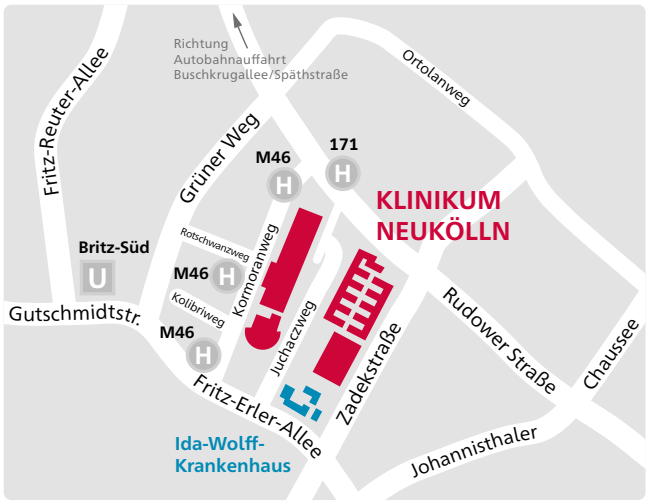 Richtung
Autobahnauffahrt
Buschkrugallee/Späthstraße
Ortolanweg
Fritz-Reuter-Allee
Grüner Weg
171
H
M46
H
KLINIKUM
NEUKÖLLN
Rotschwanzweg
Britz-Süd
U
M46
H
Kormoranweg
Kolibriweg
Gutschmidtstr.
M46
H
Juchaczweg
Rudower Straße
Chaussee
Zadekstraße
Fritz-Erler-Allee
Johannisthaler
Ida-Wolff-
Krankenhaus